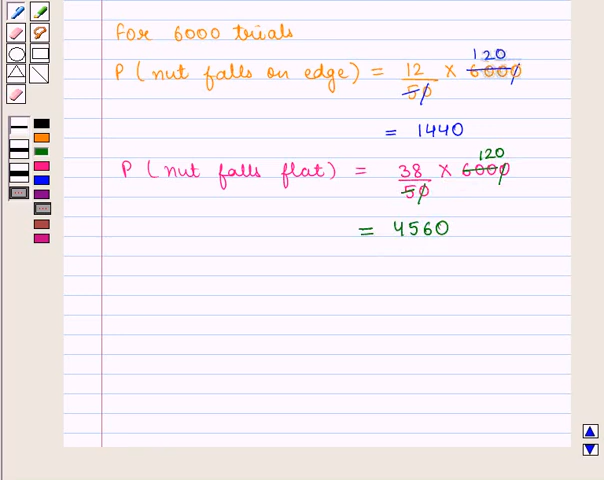 For 6000 trials
P ( nut falls on edge ) = 12/50 × 6000 120
= 1440
P ( nut falls flat ) = 38/50 × 6000 120
= 4560